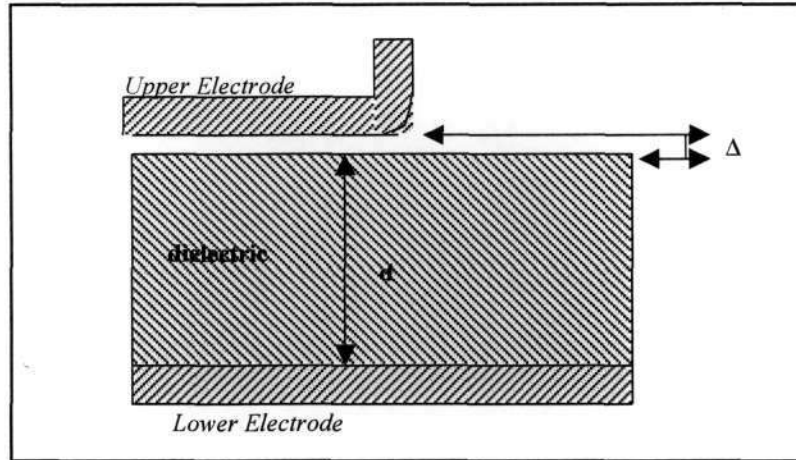 Upper Electrode
Δ
dielectric
d
Lower Electrode